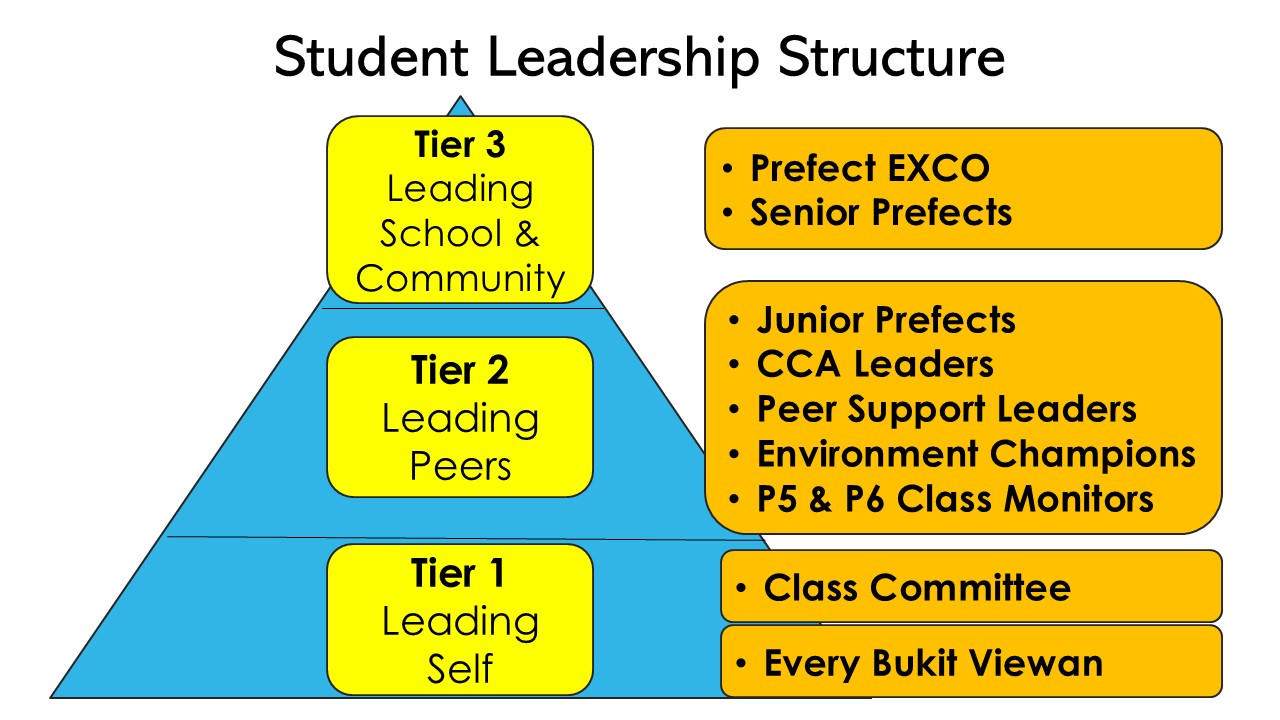 Student Leadership Structure
Tier 3
Leading
School &
Community
• Prefect EXCO
• Senior Prefects
Tier 2
Leading
Peers
• Junior Prefects
• CCA Leaders
• Peer Support Leaders
• Environment Champions
• P5 & P6 Class Monitors
Tier 1
Leading
Self
• Class Committee
• Every Bukit Viewan